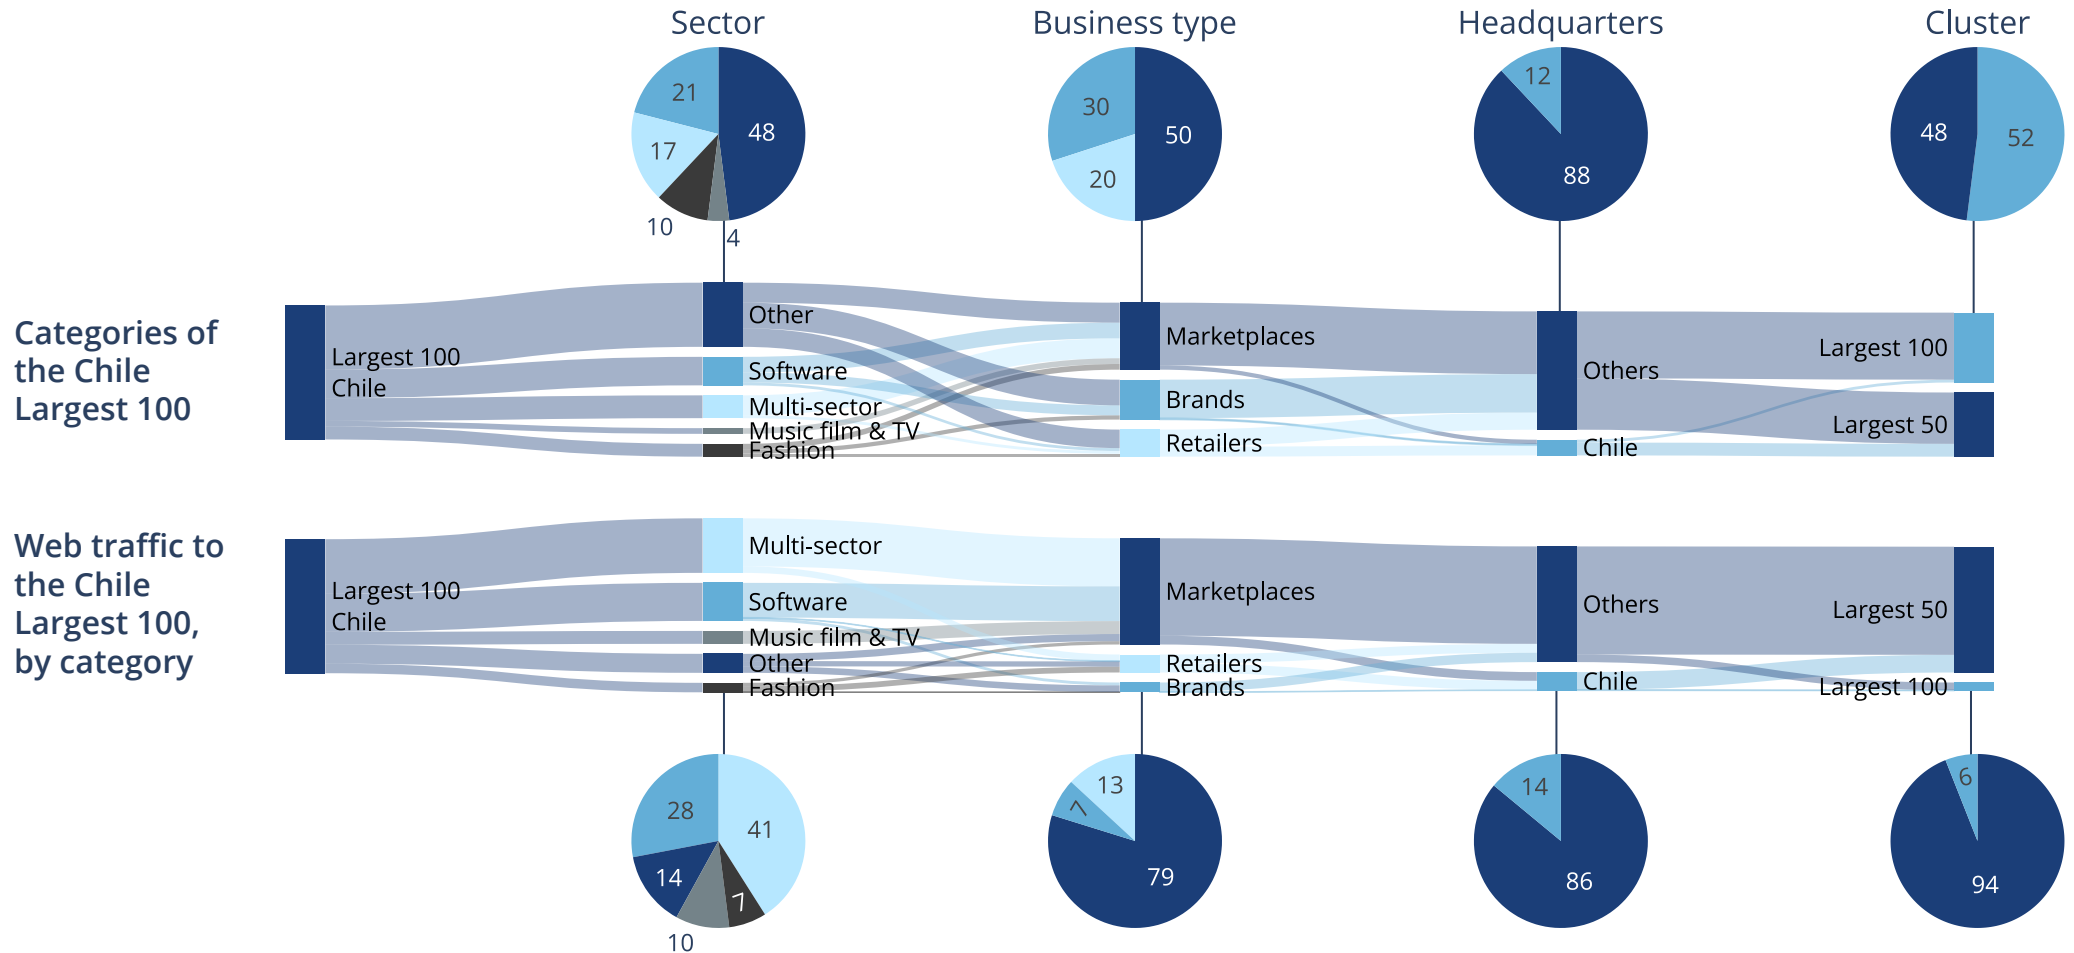 Sector
Business type
Headquarters
Cluster
21
48
17
10
4
30
50
20
12
88
48
52
Categories of
the Chile
Largest 100
Largest 100
Chile
Other
Software
Multi-sector
Music film & TV
Fashion
Marketplaces
Brands
Retailers
Others
Chile
Largest 100
Largest 50
Web traffic to
the Chile
Largest 100,
by category
Largest 100
Chile
Multi-sector
Software
Music film & TV
Other
Fashion
Marketplaces
Retailers
Brands
Others
Chile
Largest 50
Largest 100
28
41
14
7
10
13
7
79
14
86
6
94